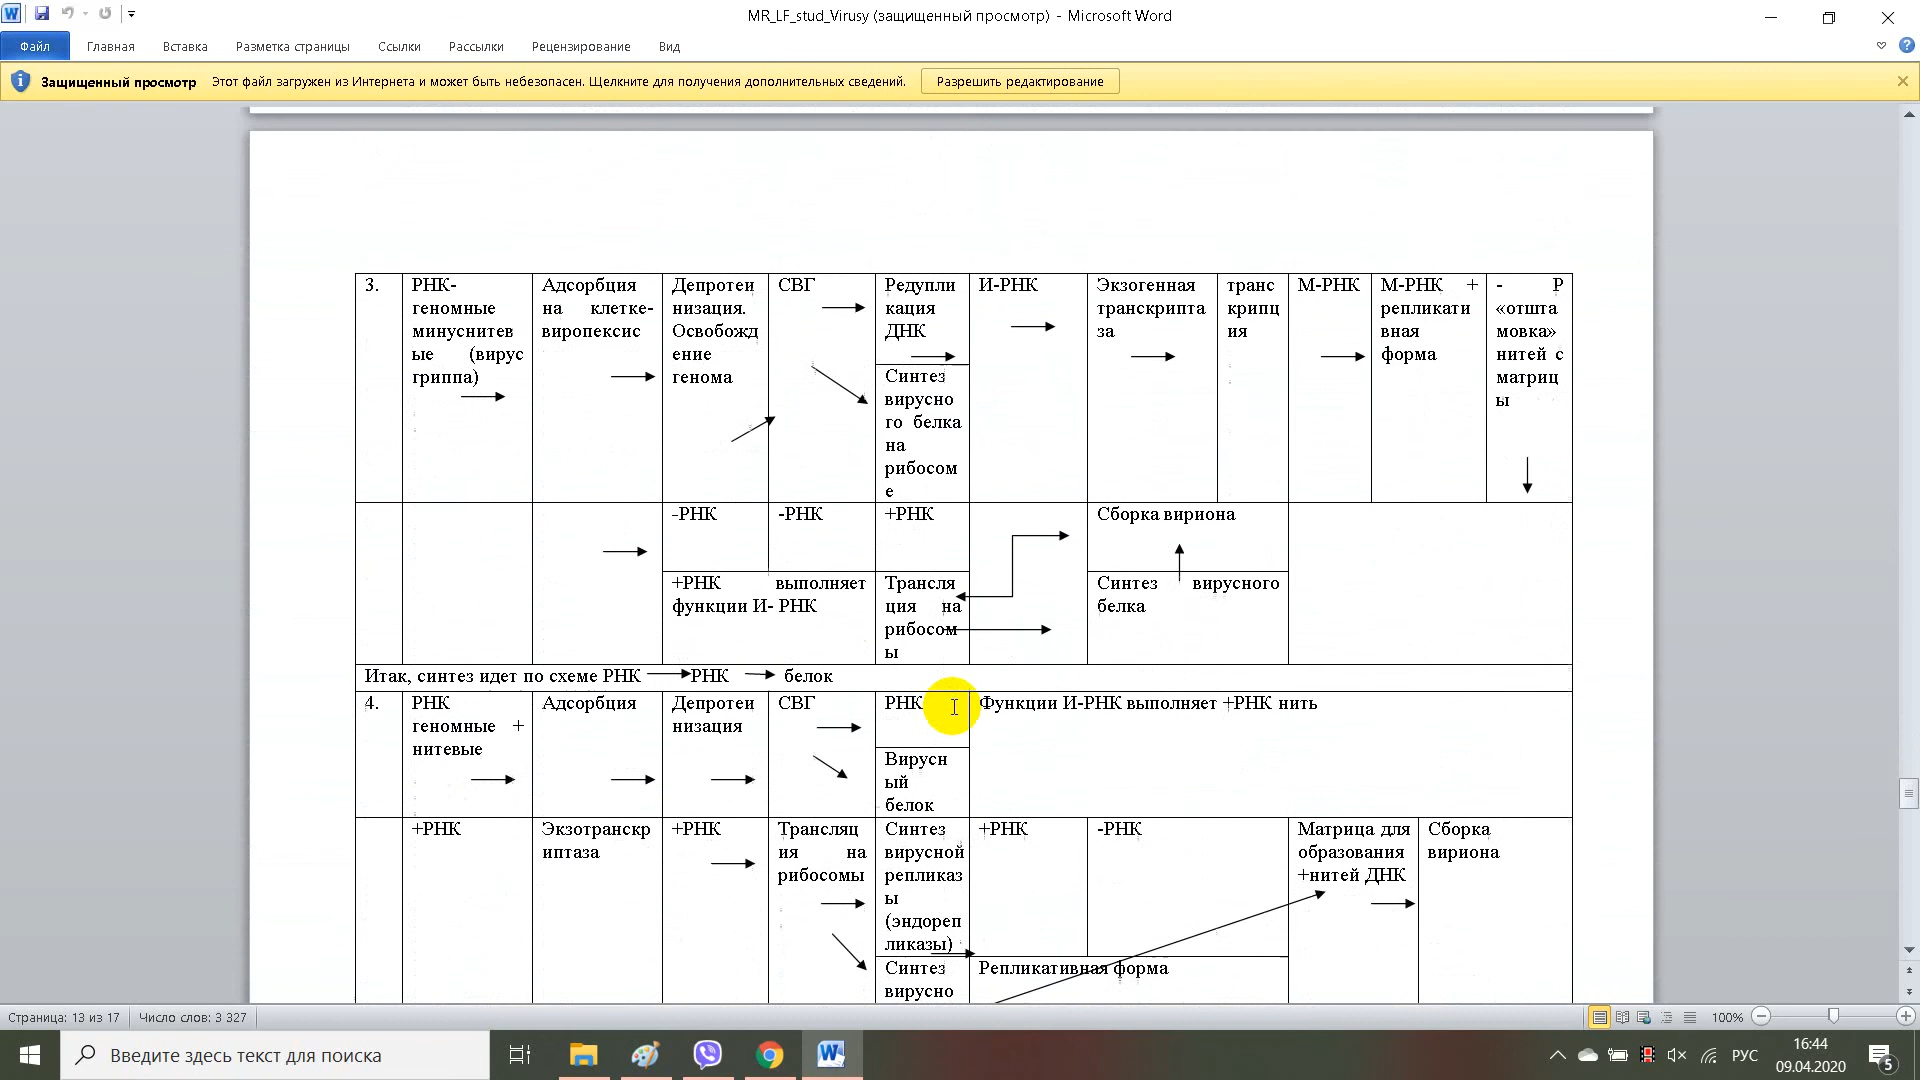 MR_LF_stud_Virusy (защищенный просмотр) - Microsoft Word
Файл
Главная
Вставка
Разметка страницы
Ссылки
Рассылки
Рецензирование
Вид
Защищенный просмотр
Этот файл загружен из Интернета и может быть небезопасен. Щелкните для получения дополнительных сведений.
Разрешить редактирование
3.
РНК-
геномные
минуснитев
ые (вирус
гриппа)
Адсорбция
на клетке-
виропексис
Депротеи
низация.
Освобожд
ение
генома
СВГ
Редупли
кация
ДНК
Синтез
вирусно
го белка
на
рибосом
е
И-РНК
Экзогенная
транскрипта
за
транс
крипц
ия
М-РНК
М-РНК +
репликати
вная
форма
- Р
«отшта
мовка»
нитей с
матриц
ы
-РНК
-РНК
+РНК
Сборка вириона
+РНК выполняет
функции И- РНК
Трансля
ция на
рибосом
ы
Синтез вирусного
белка
Итак, синтез идет по схеме РНК РНК белок
4.
РНК
геномные +
нитевые
Адсорбция
Депротеи
низация
СВГ
РНК
Вирусн
ый
белок
Функции И-РНК выполняет +РНК нить
+РНК
Экзотранскр
иптаза
+РНК
Трансляц
ия на
рибосомы
Синтез
вирусной
репликаз
ы
(эндореп
ликазы)
Синтез
вирусно
+РНК
-РНК
Репликативная форма
Матрица для
образования
+нитей ДНК
Сборка
вириона
Страница: 13 из 17
Число слов: 3 327
100%
Введите здесь текст для поиска
РУС
16:44
09.04.2020
5